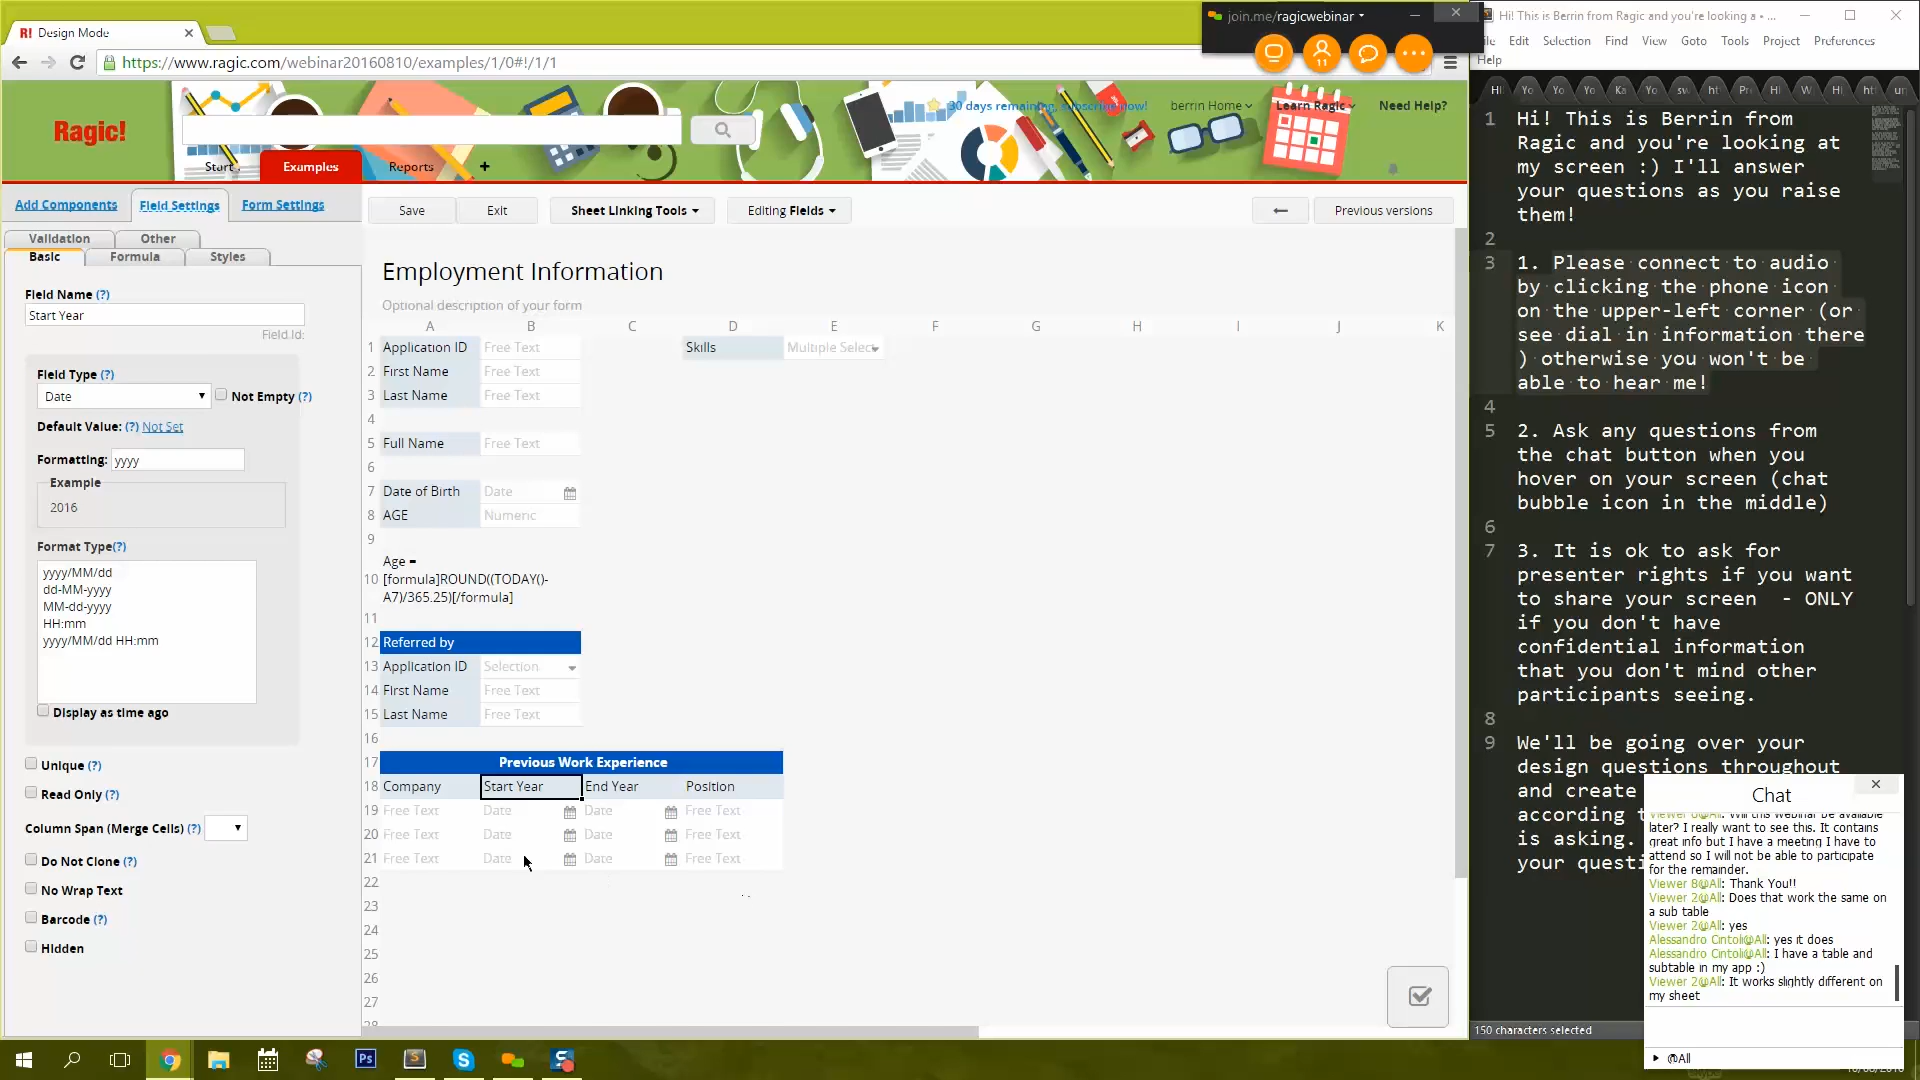 R! Design Mode
https://www.ragic.com/webinar20160810/examples/1/0#!/1/1
join.me/ragicwebinar
Ragic!
30 days remaining, subscribe now!
berrin Home
Learn Ragic
Need Help?
Start
Examples
Reports
+
Add Components
Field Settings
Form Settings
Save
Exit
Sheet Linking Tools
Editing Fields
Previous versions
Validation
Other
Basic
Formula
Styles
Field Name (?)
Start Year
Field.Id:
Field Type (?)
Date
Not Empty (?)
Default Value: (?) Not Set
Formatting: yyyy
Example
2016
Format Type(?)
yyyy/MM/dd
dd-MM-yyyy
MM-dd-yyyy
HH:mm
yyyy/MM/dd HH:mm
Display as time ago
Unique (?)
Read Only (?)
Column Span (Merge Cells) (?)
Do Not Clone (?)
No Wrap Text
Barcode (?)
Hidden
Employment Information
Optional description of your form
A B C D E F G H I J K
1 Application ID Free Text Skills Multiple Select
2 First Name Free Text
3 Last Name Free Text
4
5 Full Name Free Text
6
7 Date of Birth Date
8 AGE Numeric
9
Age =
10 [formula]ROUND((TODAY()-
A7)/365.25)[/formula]
11
12 Referred by
13 Application ID Selection
14 First Name Free Text
15 Last Name Free Text
16
17 Previous Work Experience
18 Company Start Year End Year Position
19 Free Text Date Date Free Text
20 Free Text Date Date Free Text
21 Free Text Date Date Free Text
22
23
24
25
26
27
28
Hi! This is Berrin from Ragic and you're looking a • ...
Edit Selection Find View Goto Tools Project Preferences
Help
1 Hi! This is Berrin from
Ragic and you're looking at
my screen :) I'll answer
your questions as you raise
them!
2
3 1. Please connect to audio
by clicking the phone icon
on the upper-left corner (or
see dial in information there
) otherwise you won't be
able to hear me!
4
5 2. Ask any questions from
the chat button when you
hover on your screen (chat
bubble icon in the middle)
6
7 3. It is ok to ask for
presenter rights if you want
to share your screen - ONLY
if you don't have
confidential information
that you don't mind other
participants seeing.
8
9 We'll be going over your
design questions throughout
and create
according
is asking.
your questi
150 characters selected
Chat
later? I really want to see this. It contains
great info but I have a meeting I have to
attend so I will not be able to participate
for the remainder.
Viewer 8@All: Thank You!!
Viewer 2@All: Does that work the same on
a sub table
Viewer 2@All: yes
Alessandro Cintoli@All: yes it does
Alessandro Cintoli@All: I have a table and
subtable in my app :)
Viewer 2@All: It works slightly different on
my sheet
@All